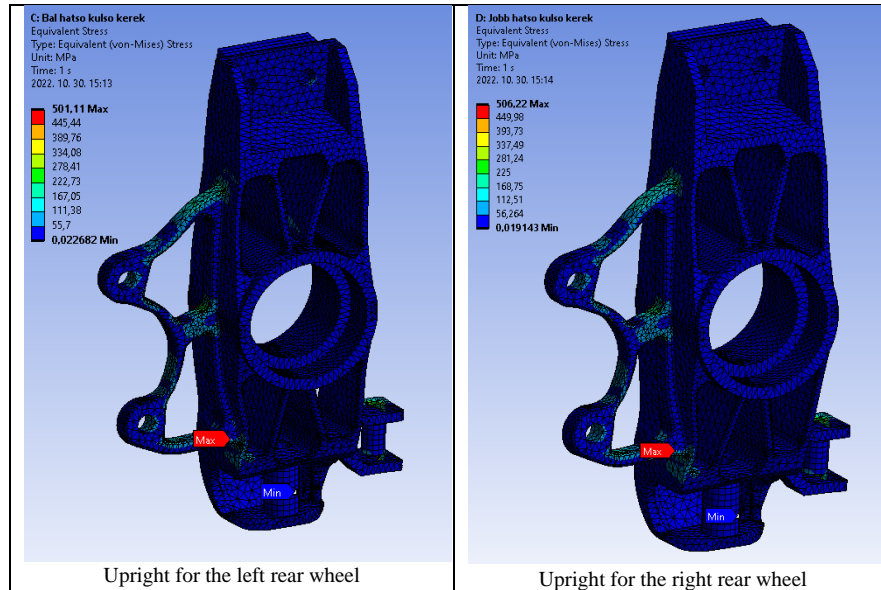 C: Bal hatso kulso kerek
Equivalent Stress
Type: Equivalent (von-Mises) Stress
Unit: MPa
Time: 1 s
2022. 10. 30. 15:13
501,11 Max
445,44
389,76
334,08
278,41
222,73
167,05
111,38
55,7
0,022682 Min
Max
Min
Upright for the left rear wheel
D: Jobb hatso kulso kerek
Equivalent Stress
Type: Equivalent (von-Mises) Stress
Unit: MPa
Time: 1 s
2022. 10. 30. 15:14
506,22 Max
449,98
393,73
337,49
281,24
225
168,75
112,51
56,264
0,019143 Min
Max
Min
Upright for the right rear wheel